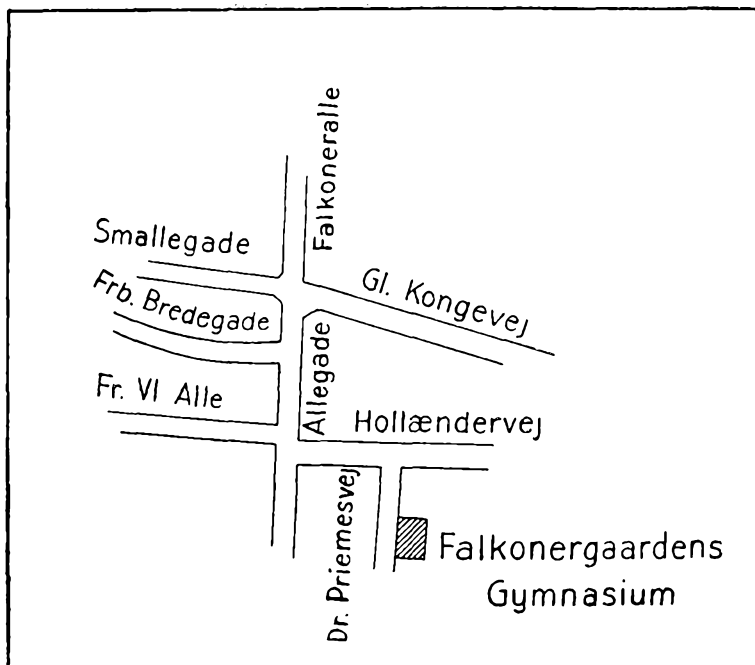 Falkoneralle
Smallegade
Gl. Kongevej
Frb. Bredegade
Allegade
Fr. VI Alle
Hollændervej
Dr. Priemesvej
Falkonergaardens
Gymnasium